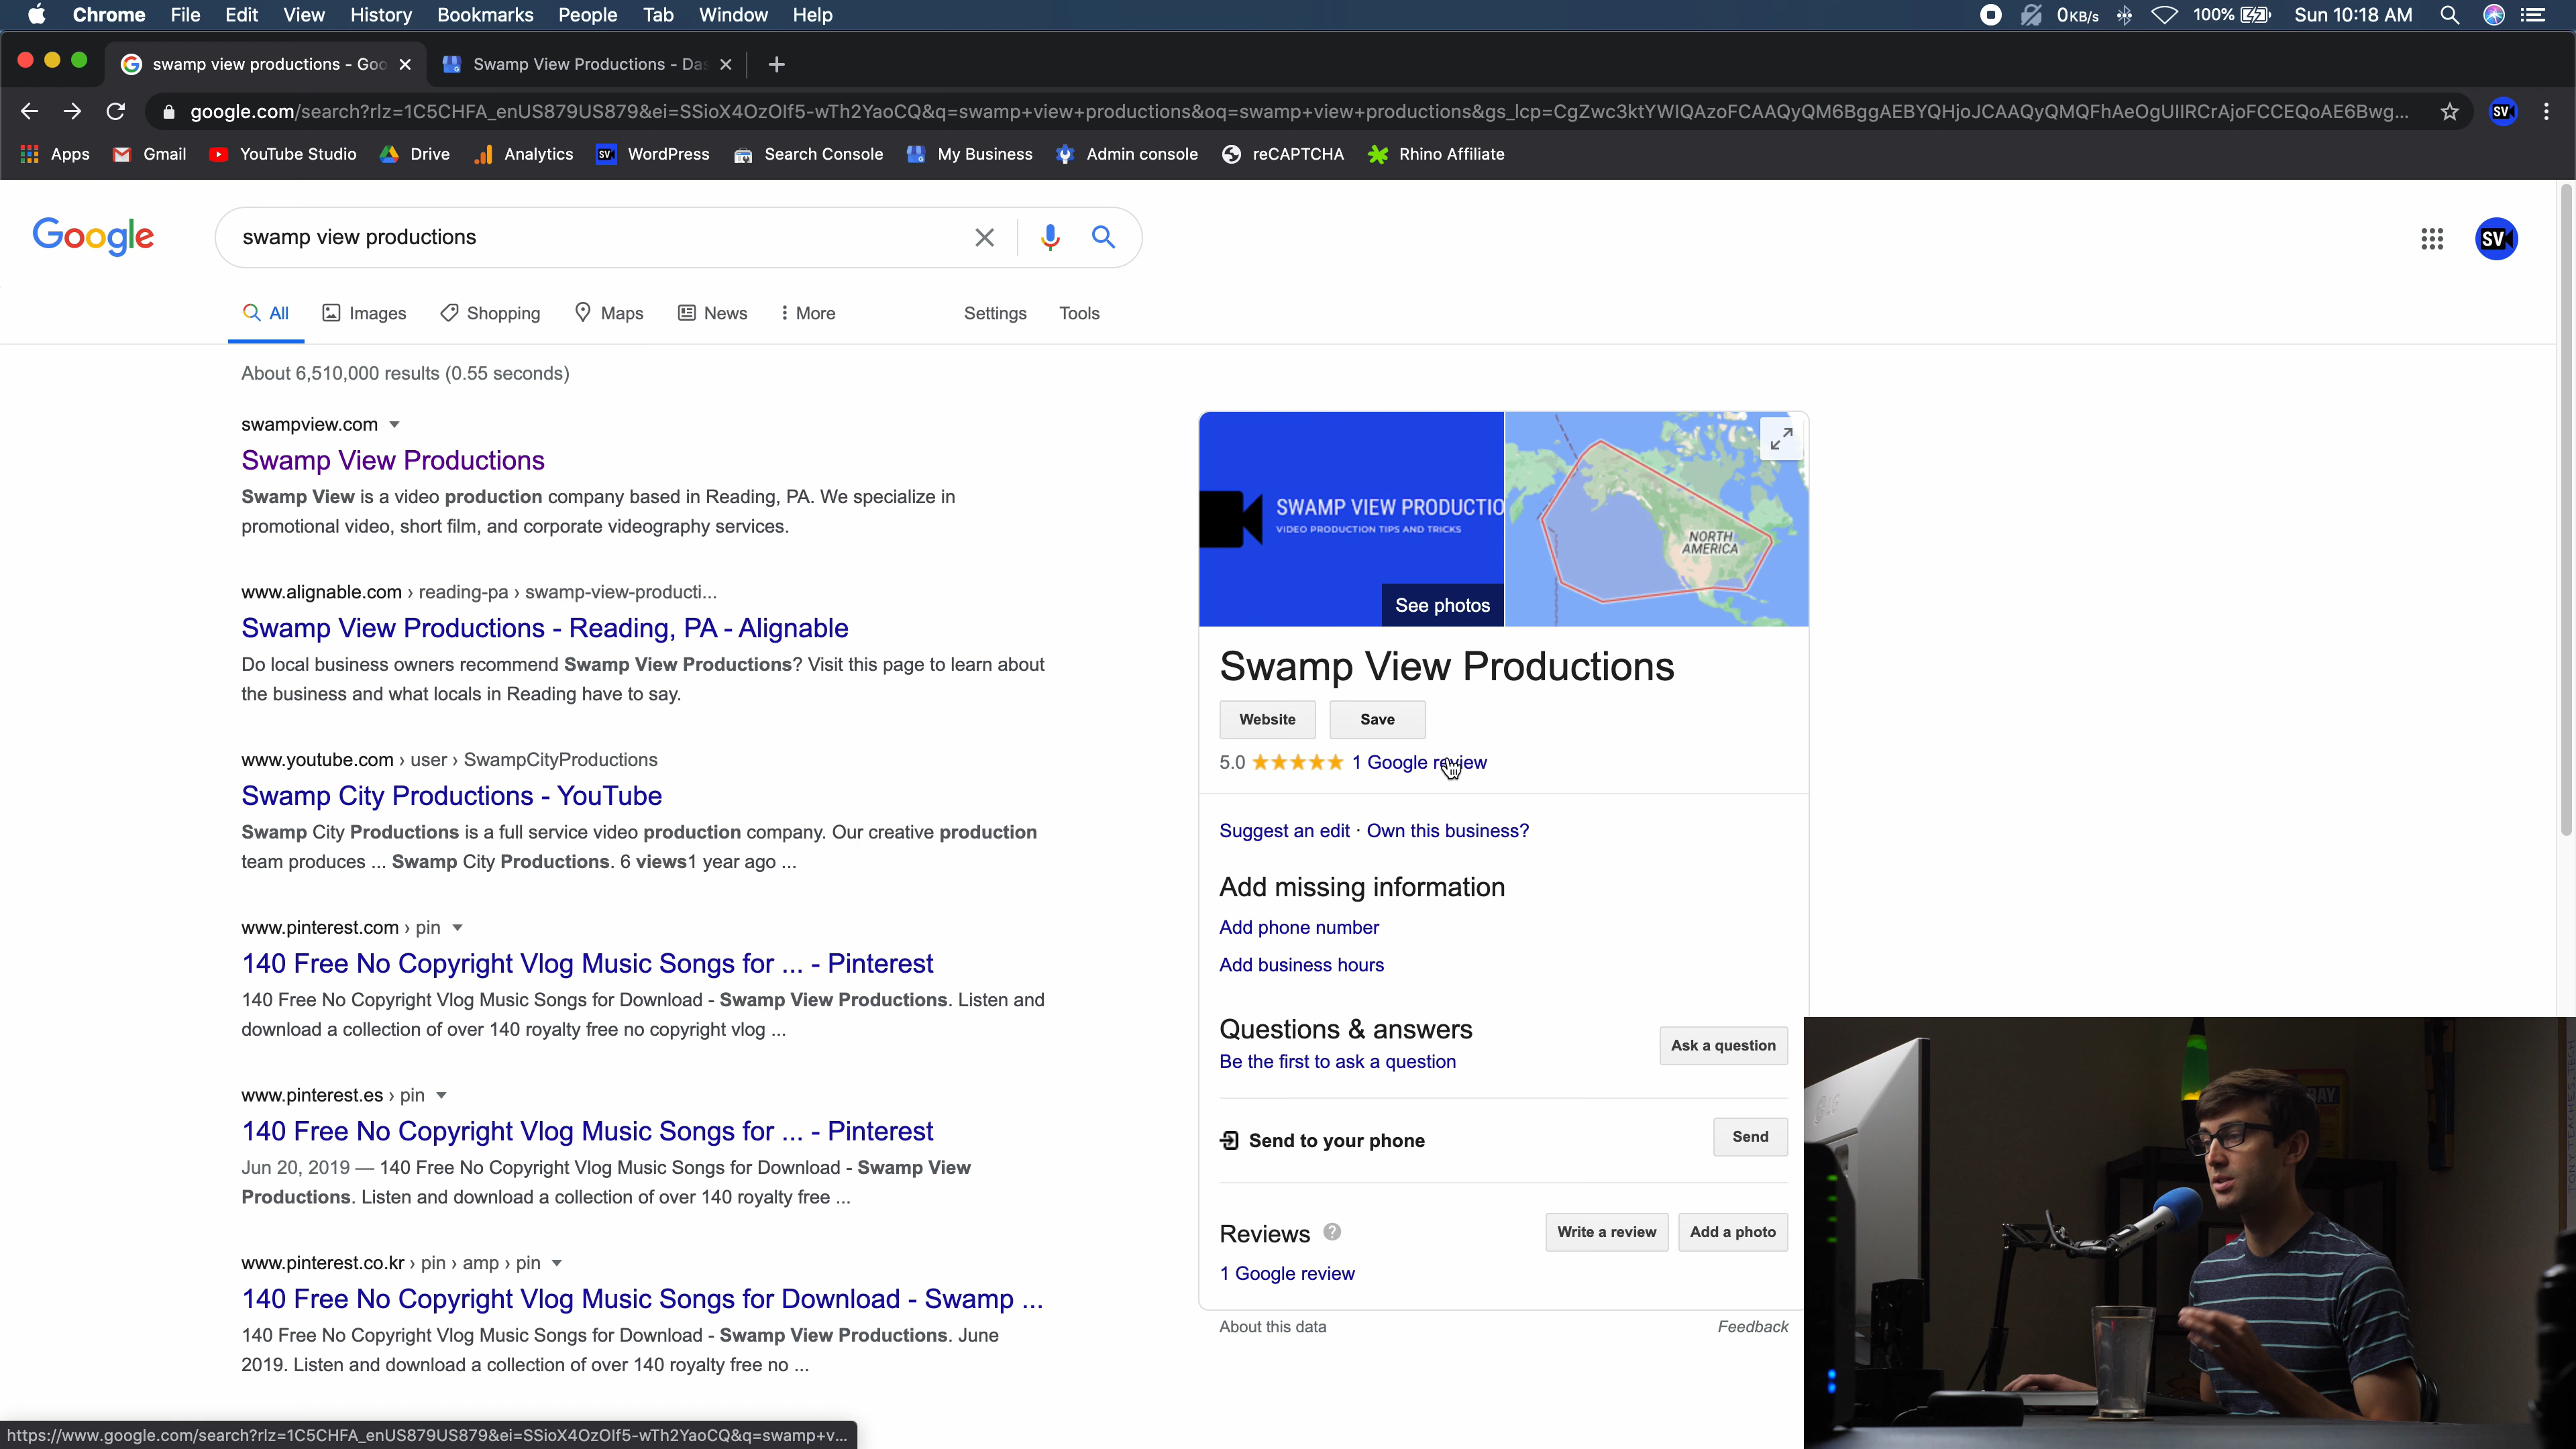 Chrome File Edit View History Bookmarks People Tab Window Help
0KB/s 100% Sun 10:18 AM
swamp view productions - Goo
Swamp View Productions - Das
google.com/search?rlz=1C5CHFA_enUS879US879&ei=SSioX4OzOIf5-wTh2YaoCQ&q=swamp+view+productions&oq=swamp+view+productions&gs_lcp=CgZwc3ktYWIQAzoFCAAQyQM6BggAEBYQHjoJCAAQyQMQFhAeOgUIIRCrAjoFCCEQoAE6Bwg...
SV
Apps Gmail YouTube Studio Drive Analytics WordPress Search Console My Business Admin console reCAPTCHA Rhino Affiliate
Google
swamp view productions
SV
All Images Shopping Maps News More Settings Tools
About 6,510,000 results (0.55 seconds)
swampview.com
Swamp View Productions
Swamp View is a video production company based in Reading, PA. We specialize in
promotional video, short film, and corporate videography services.
www.alignable.com › reading-pa › swamp-view-producti...
Swamp View Productions - Reading, PA - Alignable
Do local business owners recommend Swamp View Productions? Visit this page to learn about
the business and what locals in Reading have to say.
www.youtube.com › user › SwampCityProductions
Swamp City Productions - YouTube
Swamp City Productions is a full service video production company. Our creative production
team produces ... Swamp City Productions. 6 views1 year ago ...
www.pinterest.com › pin
140 Free No Copyright Vlog Music Songs for ... - Pinterest
140 Free No Copyright Vlog Music Songs for Download - Swamp View Productions. Listen and
download a collection of over 140 royalty free no copyright vlog ...
www.pinterest.es › pin
140 Free No Copyright Vlog Music Songs for ... - Pinterest
Jun 20, 2019 — 140 Free No Copyright Vlog Music Songs for Download - Swamp View
Productions. Listen and download a collection of over 140 royalty free ...
www.pinterest.co.kr › pin › amp › pin
140 Free No Copyright Vlog Music Songs for Download - Swamp ...
140 Free No Copyright Vlog Music Songs for Download - Swamp View Productions. June
2019. Listen and download a collection of over 140 royalty free no ...
SWAMP VIEW PRODUCTIO
VIDEO PRODUCTION TIPS AND TRICKS
See photos
NORTH
AMERICA
Swamp View Productions
Website Save
5.0 1 Google review
Suggest an edit · Own this business?
Add missing information
Add phone number
Add business hours
Questions & answers
Be the first to ask a question
Ask a question
Send to your phone
Send
Reviews
Write a review Add a photo
1 Google review
About this data Feedback
https://www.google.com/search?rlz=1C5CHFA_enUS879US879&ei=SSioX4OzOIf5-wTh2YaoCQ&q=swamp+v...